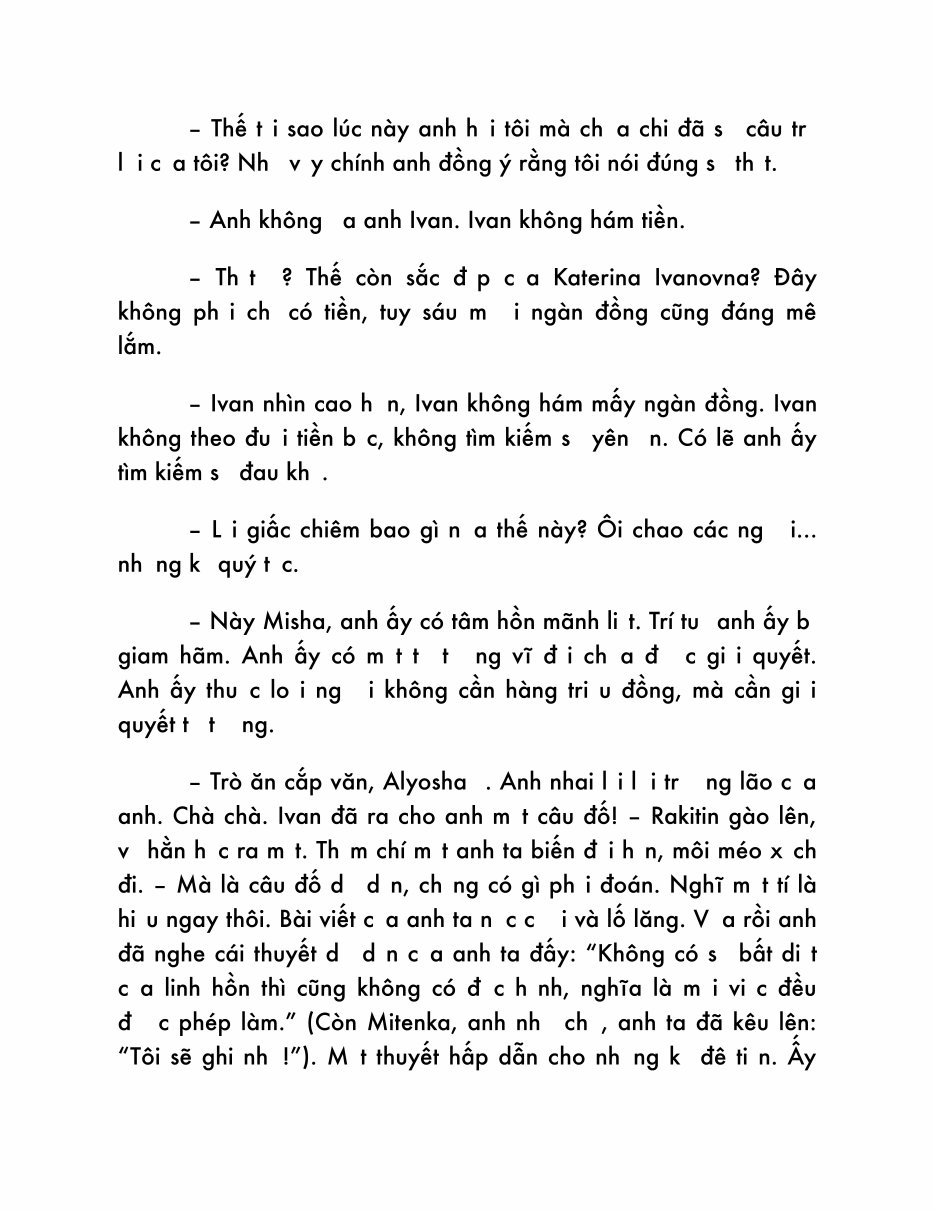 – Thế t i sao lúc này anh h i tôi mà ch a chi đã s  câu tr
l i c a tôi? Nh  v y chính anh đồng ý rằng tôi nói đúng s  th t.
– Anh không  a anh Ivan. Ivan không hám tiền.
– Th t  ? Thế còn sắc đ p c a Katerina Ivanovna? Đây
không ph i ch  có tiền, tuy sáu m  i ngàn đồng cũng đáng mê
lắm.
– Ivan nhìn cao h n, Ivan không hám mấy ngàn đồng. Ivan
không theo đu i tiền b c, không tìm kiếm s  yên  n. Có lẽ anh ấy
tìm kiếm s  đau kh .
– L i giấc chiêm bao gì n a thế này? Ôi chao các ng  i...
nh ng k  quý t c.
– Này Misha, anh ấy có tâm hồn mãnh li t. Trí tu  anh ấy b
giam hãm. Anh ấy có m t t  t  ng vĩ đ i ch a đ  c gi i quyết.
Anh ấy thu c lo i ng  i không cần hàng tri u đồng, mà cần gi i
quyết t  t  ng.
– Trò ăn cắp văn, Alyosha  . Anh nhai l i l i tr  ng lão c a
anh. Chà chà. Ivan đã ra cho anh m t câu đố! – Rakitin gào lên,
v  hằn h c ra m t. Th m chí m t anh ta biến đ i h n, môi méo x ch
đi. – Mà là câu đố d  d n, ch ng có gì ph i đoán. Nghĩ m t tí là
hi u ngay thôi. Bài viết c a anh ta n c c  i và lố lăng. V a rồi anh
đã nghe cái thuyết d  d n c a anh ta đấy: “Không có s  bất di t
c a linh hồn thì cũng không có đ c h nh, nghĩa là m i vi c đều
đ  c phép làm.” (Còn Mitenka, anh nh  ch , anh ta đã kêu lên:
“Tôi sẽ ghi nh !”). M t thuyết hấp dẫn cho nh ng k  đê ti n. Ấy